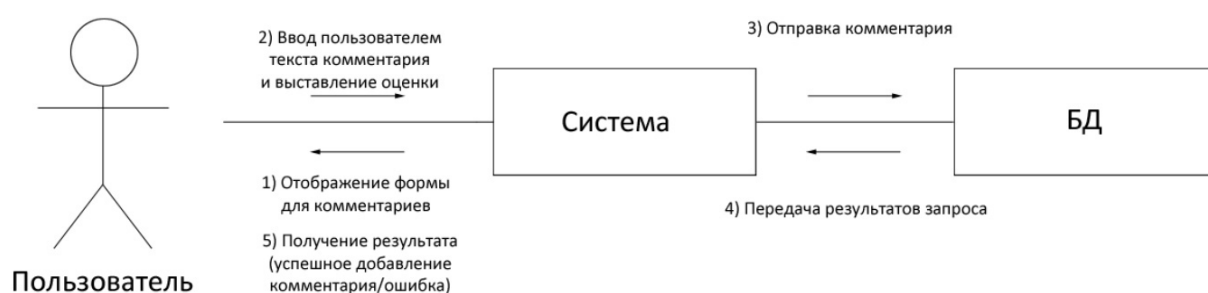 2) Ввод пользователем
текста комментария
и выставление оценки
3) Отправка комментария
Система
БД
1) Отображение формы
для комментариев
4) Передача результатов запроса
5) Получение результата
(успешное добавление
комментария/ошибка)
Пользователь